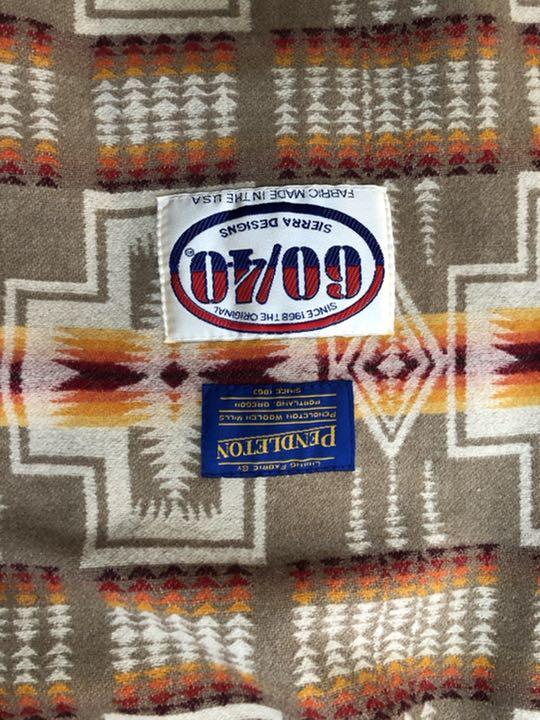 LINING FABRIC BY
PENDLETON
PENDLETON WOOLEN MILLS
PORTLAND, OREGON
SINCE 1863
SINCE 1968 THE ORIGINAL
60/40®
SIERRA DESIGNS
FABRIC MADE IN THE U.S.A